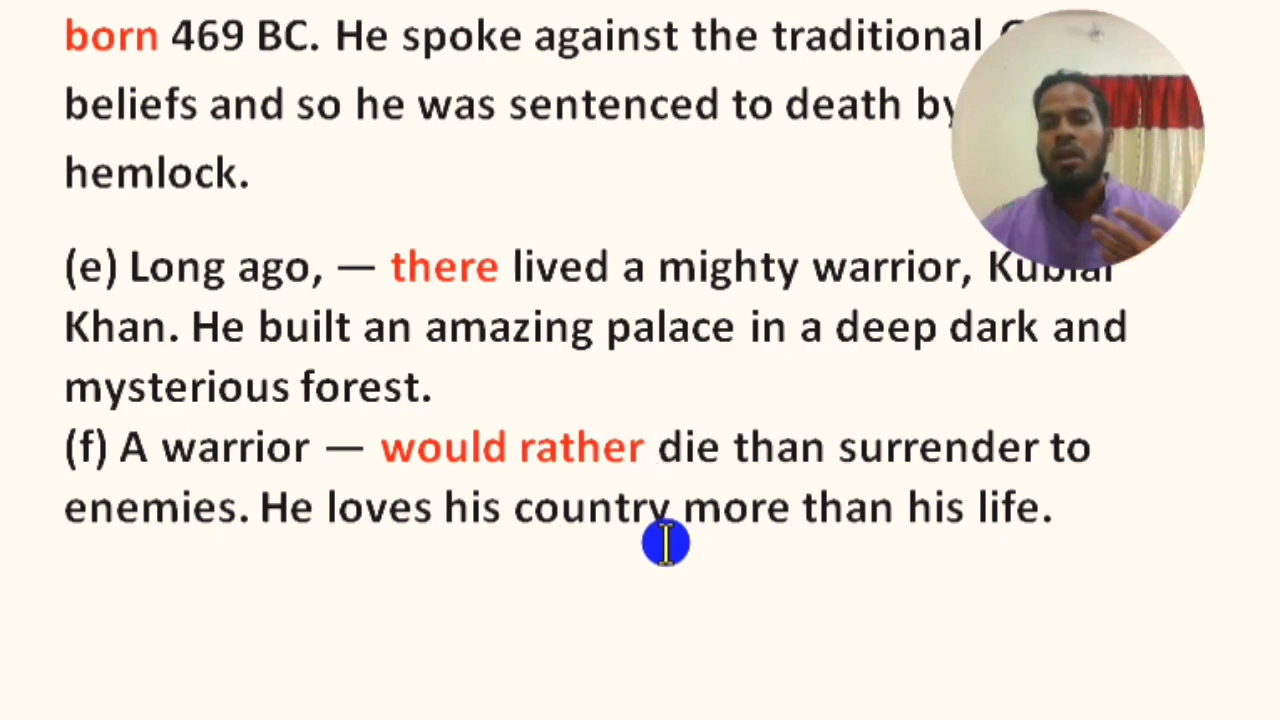 born 469 BC. He spoke against the traditional
beliefs and so he was sentenced to death by
hemlock.
(e) Long ago, — there lived a mighty warrior, Kublai
Khan. He built an amazing palace in a deep dark and
mysterious forest.
(f) A warrior — would rather die than surrender to
enemies. He loves his country more than his life.